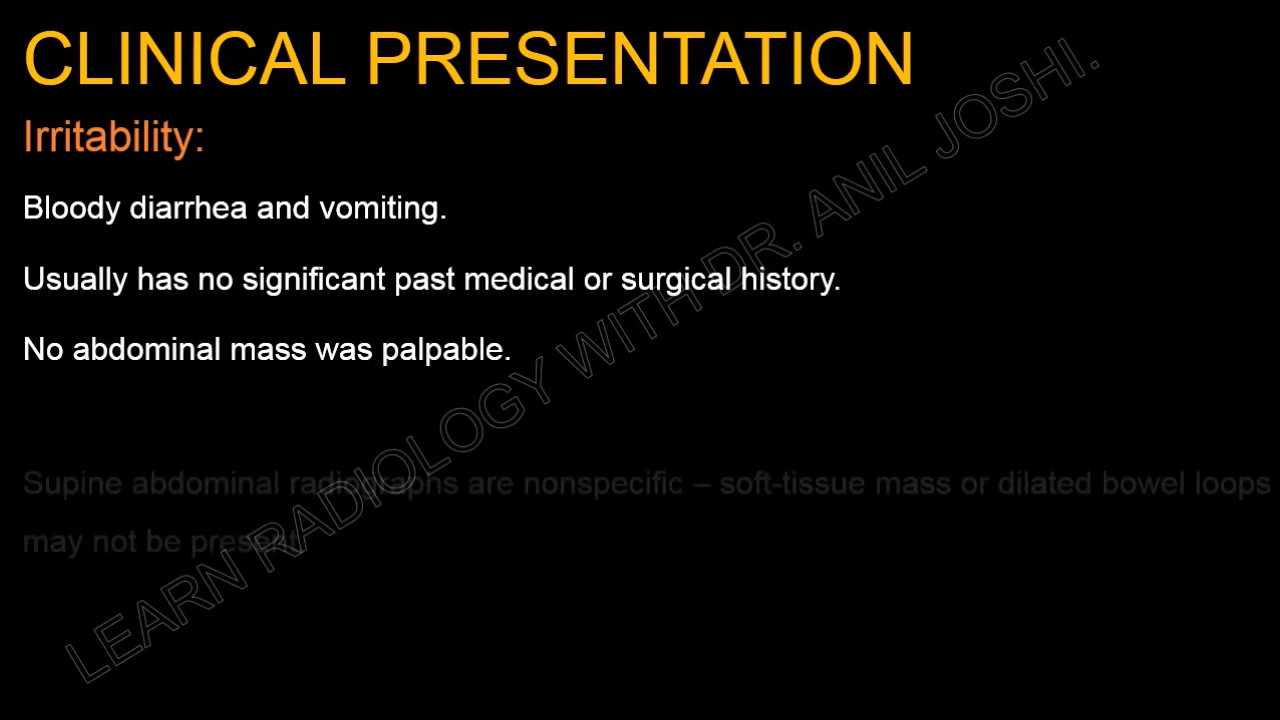 CLINICAL PRESENTATION
Irritability:
Bloody diarrhea and vomiting.
Usually has no significant past medical or surgical history.
No abdominal mass was palpable.
Supine abdominal radiographs are nonspecific – soft-tissue mass or dilated bowel loops
may not be present.
LEARN RADIOLOGY WITH DR. ANIL JOSHI.